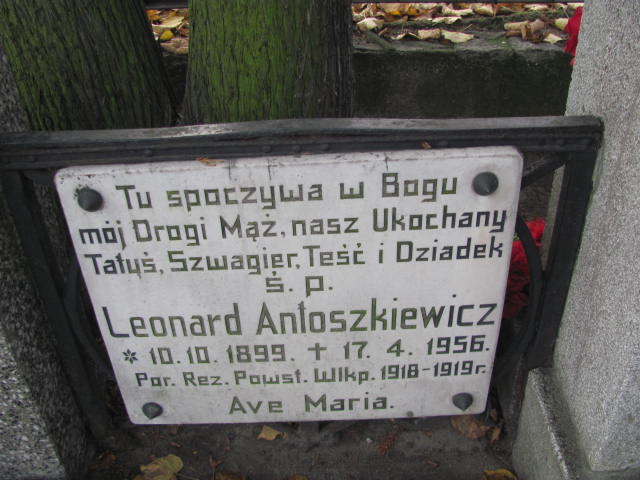 Tu spoczywa w Bogu
mój Drogi Mąż, nasz Ukochany
Tatuś, Szwagier, Teść i Dziadek
ś. p.
Leonard Antoszkiewicz
* 10. 10. 1899. + 17. 4. 1956.
Por. Rez. Powst. Wlkp. 1918-1919r.
Ave Maria.